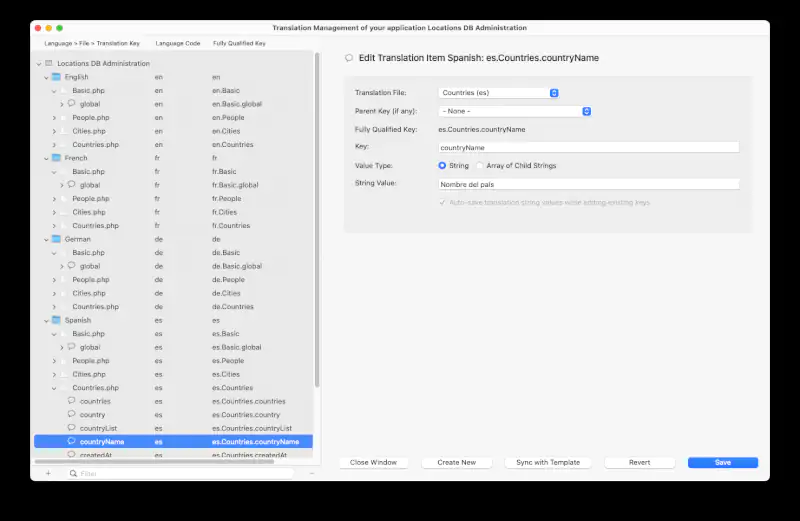 Translation Management of your application Locations DB Administration
Language > File > Translation Key Language Code Fully Qualified Key
Locations DB Administration
English en en
Basic.php en en.Basic
global en en.Basic.global
People.php en en.People
Cities.php en en.Cities
Countries.php en en.Countries
French fr fr
Basic.php fr fr.Basic
global fr fr.Basic.global
People.php fr fr.People
Cities.php fr fr.Cities
Countries.php fr fr.Countries
German de de
Basic.php de de.Basic
global de de.Basic.global
People.php de de.People
Cities.php de de.Cities
Countries.php de de.Countries
Spanish es es
Basic.php es es.Basic
global es es.Basic.global
People.php es es.People
Cities.php es es.Cities
Countries.php es es.Countries
countries es es.Countries.countries
country es es.Countries.country
countryList es es.Countries.countryList
countryName es es.Countries.countryName
createdAt es es.Countries.createdAt
Filter
Edit Translation Item Spanish: es.Countries.countryName
Translation File: Countries (es)
Parent Key (if any): - None -
Fully Qualified Key: es.Countries.countryName
Key: countryName
Value Type: String Array of Child Strings
String Value: Nombre del país
Auto-save translation string values while editing existing keys
Close Window Create New Sync with Template Revert Save